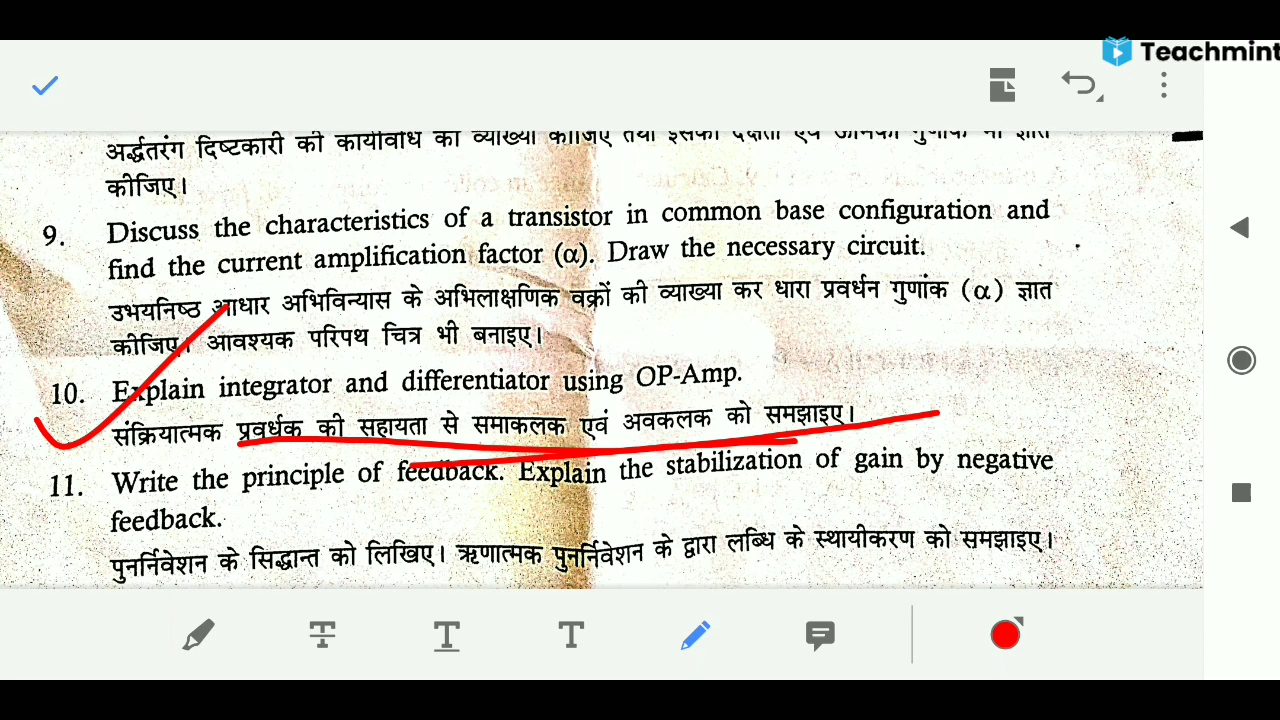 Teachmint
अर्द्धतरंग दिष्टकारी की कार्यविधि की व्याख्या कीजिए तथा इसकी दक्षता एवं ऊर्मिका गुणांक भी ज्ञात
कीजिए।
9. Discuss the characteristics of a transistor in common base configuration and
find the current amplification factor (α). Draw the necessary circuit.
उभयनिष्ठ आधार अभिविन्यास के अभिलाक्षणिक वक्रों की व्याख्या कर धारा प्रवर्धन गुणांक (α) ज्ञात
कीजिए। आवश्यक परिपथ चित्र भी बनाइए।
10. Explain integrator and differentiator using OP-Amp.
संक्रियात्मक प्रवर्धक की सहायता से समाकलक एवं अवकलक को समझाइए।
11. Write the principle of feedback. Explain the stabilization of gain by negative
feedback.
पुनर्निवेशन के सिद्धान्त को लिखिए। ऋणात्मक पुनर्निवेशन के द्वारा लब्धि के स्थायीकरण को समझाइए।